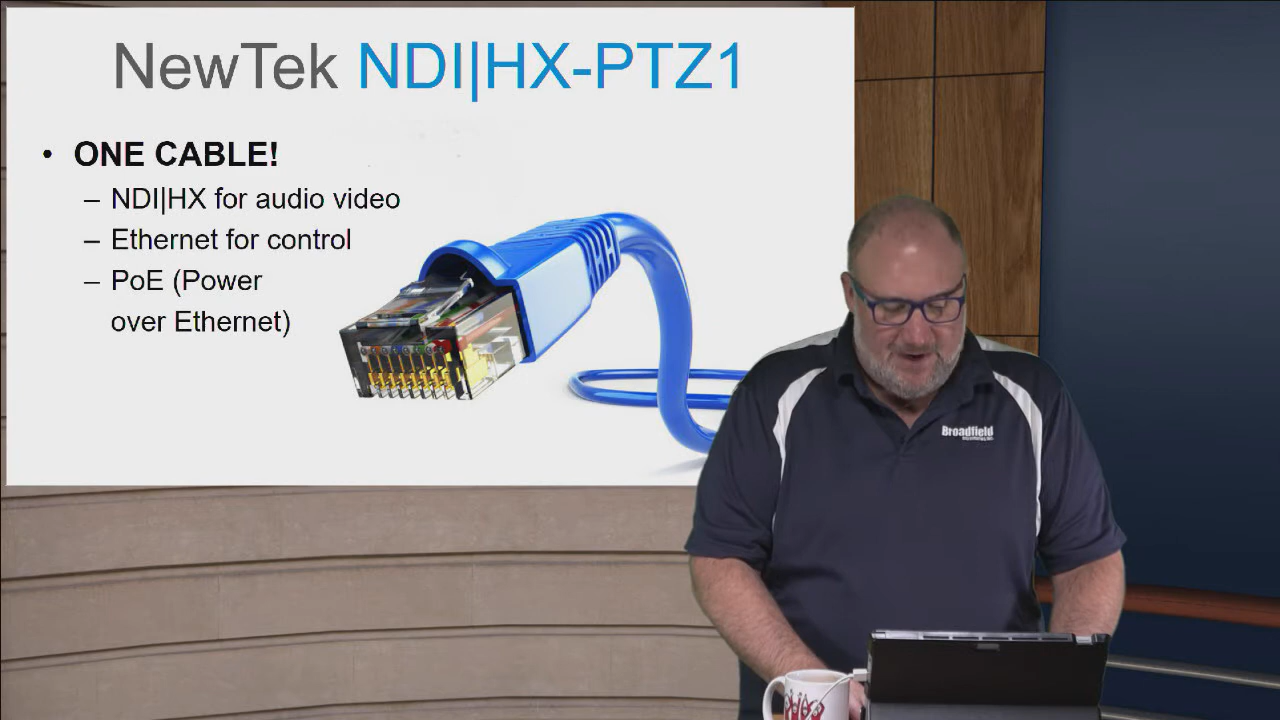 NewTek NDI|HX-PTZ1
• ONE CABLE!
– NDI|HX for audio video
– Ethernet for control
– PoE (Power
over Ethernet)
Broadfield